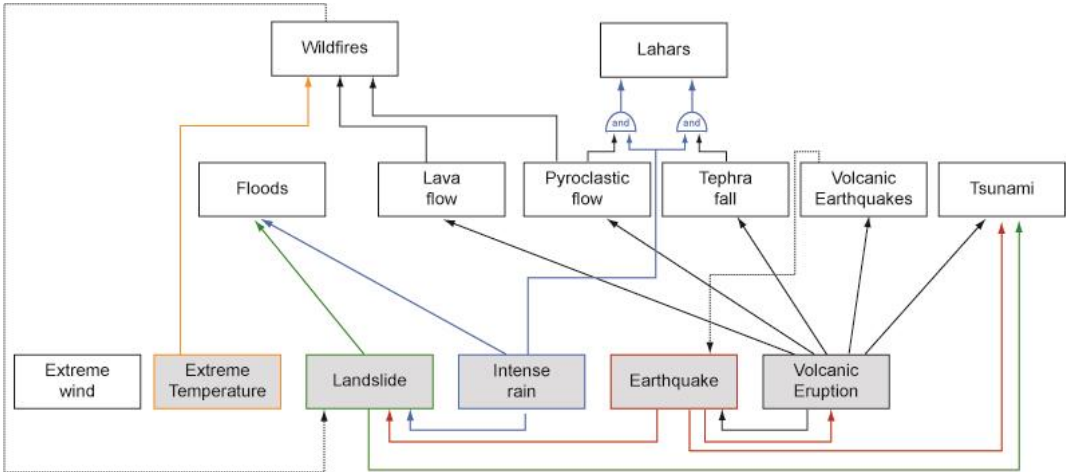 Wildfires
Lahars
and
and
Floods
Lava
flow
Pyroclastic
flow
Tephra
fall
Volcanic
Earthquakes
Tsunami
Extreme
wind
Extreme
Temperature
Landslide
Intense
rain
Earthquake
Volcanic
Eruption